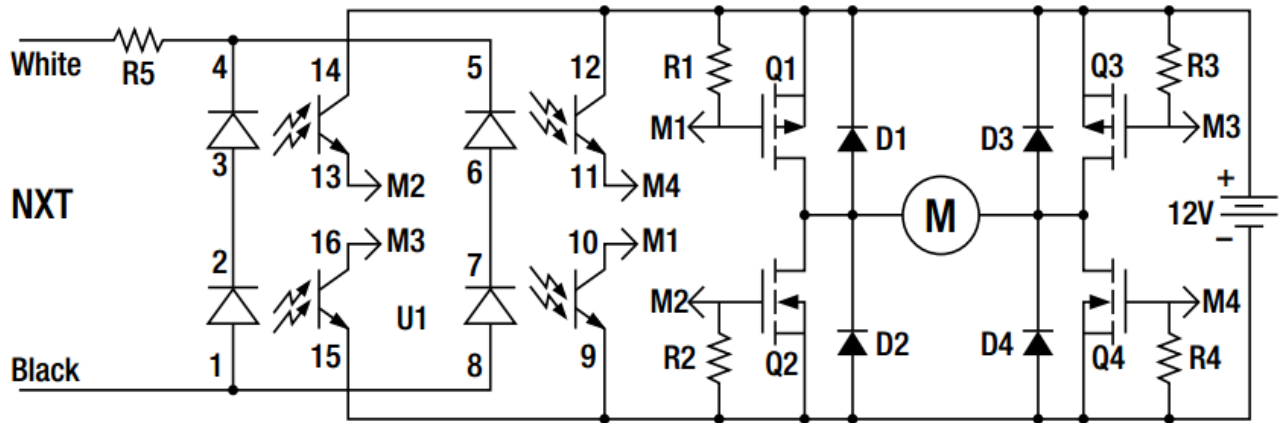 White
R5
4
14
5
12
R1
Q1
Q3
R3
M1
D1
D3
M3
3
13
M2
6
11
M4
NXT
M
12V
+
−
2
16
M3
7
10
M1
U1
M2
D2
D4
M4
R2
Q2
Q4
R4
Black
1
15
8
9